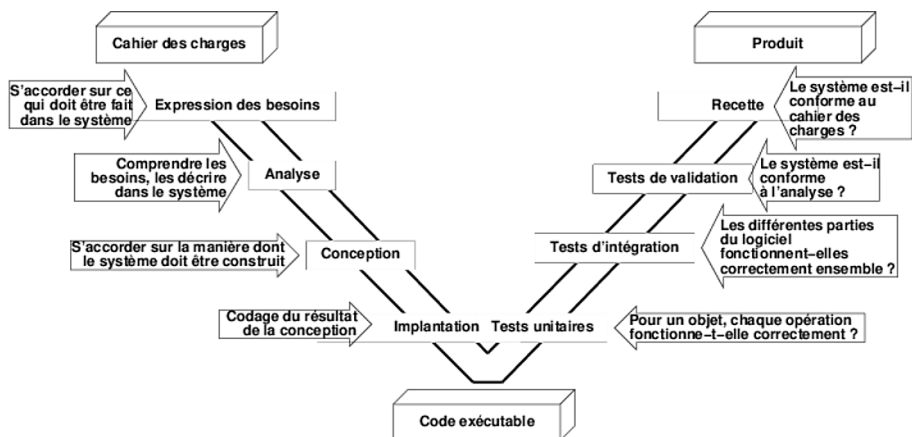 Cahier des charges
Produit
S'accorder sur ce
qui doit être fait
dans le système
Expression des besoins
Recette
Le système est-il
conforme au
cahier des
charges ?
Comprendre les
besoins, les décrire
dans le système
Analyse
Tests de validation
Le système est-il
conforme
à l'analyse ?
S'accorder sur la manière dont
le système doit être construit
Conception
Tests d'intégration
Les différentes parties
du logiciel
fonctionnent-elles
correctement ensemble ?
Codage du résultat
de la conception
Implantation
Tests unitaires
Pour un objet, chaque opération
fonctionne-t-elle correctement ?
Code exécutable